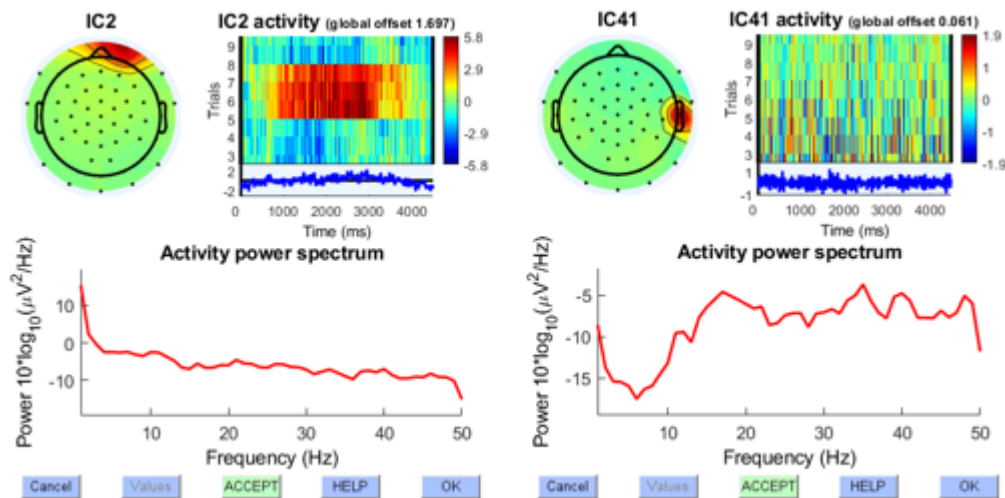 IC2
IC2 activity (global offset 1.697)
Trials
9
8
7
6
5
4
3
5.8
2.9
0
-2.9
-5.8
2
-2
0
1000
2000
3000
4000
Time (ms)
Activity power spectrum
Power 10*log10(μV2/Hz)
10
0
-10
10
20
30
40
50
Frequency (Hz)
Cancel
Values
ACCEPT
HELP
OK
IC41
IC41 activity (global offset 0.061)
Trials
9
8
7
6
5
4
3
1.9
1
0
-1
-1.9
1
-1
0
1000
2000
3000
4000
Time (ms)
Activity power spectrum
Power 10*log10(μV2/Hz)
-5
-10
-15
10
20
30
40
50
Frequency (Hz)
Cancel
Values
ACCEPT
HELP
OK